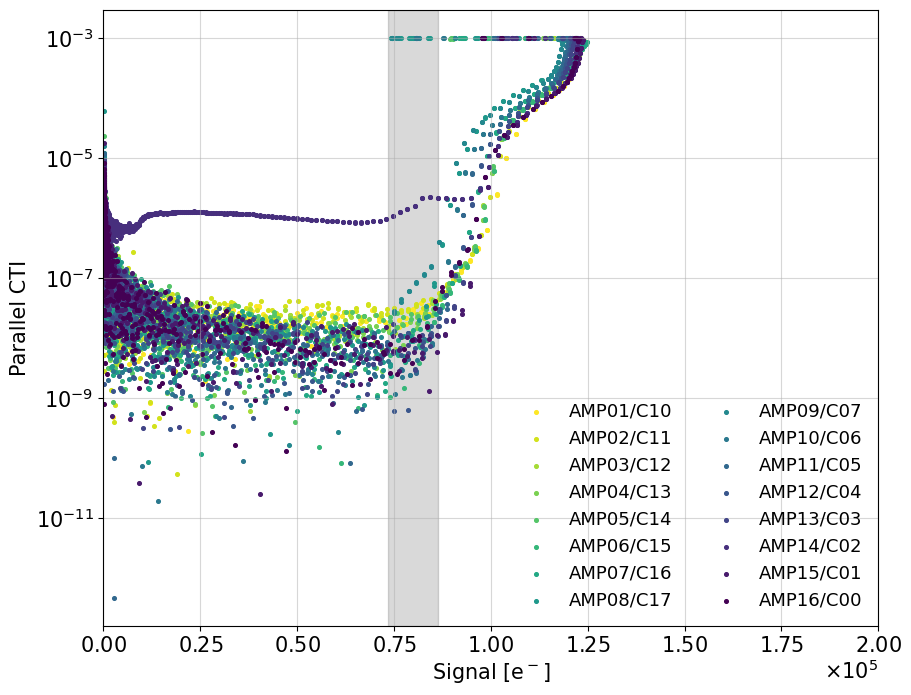 10⁻³
10⁻⁵
10⁻⁷
10⁻⁹
10⁻¹¹
Parallel CTI
AMP01/C10
AMP02/C11
AMP03/C12
AMP04/C13
AMP05/C14
AMP06/C15
AMP07/C16
AMP08/C17
AMP09/C07
AMP10/C06
AMP11/C05
AMP12/C04
AMP13/C03
AMP14/C02
AMP15/C01
AMP16/C00
0.00 0.25 0.50 0.75 1.00 1.25 1.50 1.75 2.00
Signal [e⁻]
×10⁵